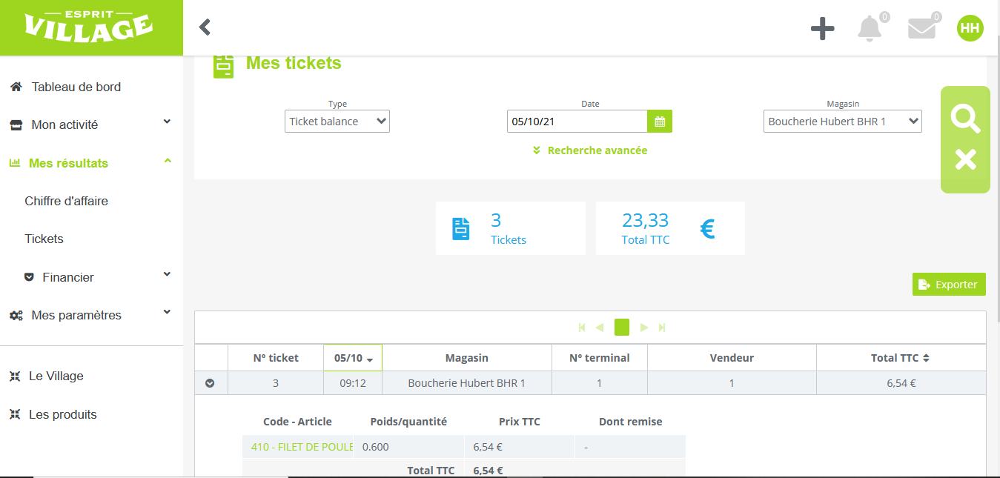 ESPRIT
VILLAGE
0
0
HH
Tableau de bord
Mon activité
Mes résultats
Chiffre d'affaire
Tickets
Financier
Mes paramètres
Le Village
Les produits
Mes tickets
Type
Date
Magasin
Ticket balance
05/10/21
Boucherie Hubert BHR 1
Recherche avancée
3
Tickets
23,33
Total TTC
€
Exporter
N° ticket 05/10 Magasin N° terminal Vendeur Total TTC
3 09:12 Boucherie Hubert BHR 1 1 1 6,54 €
Code - Article Poids/quantité Prix TTC Dont remise
410 - FILET DE POULE 0.600 6,54 € -
Total TTC 6,54 €